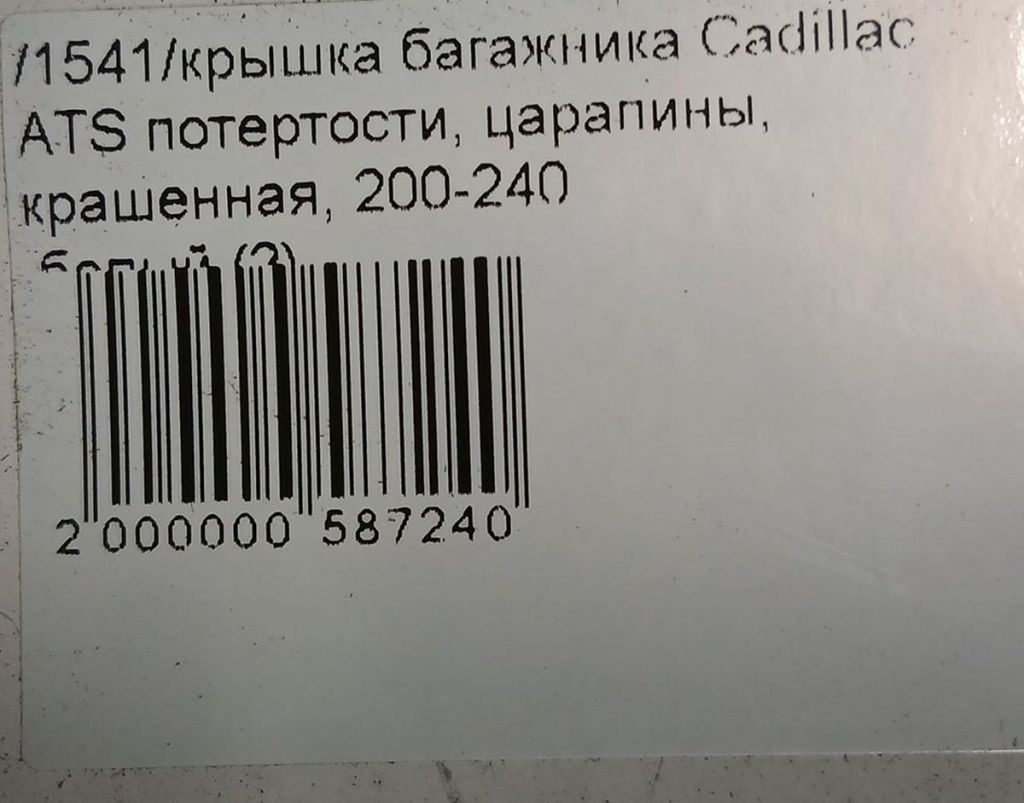 /1541/крышка багажника Cadillac
ATS потертости, царапины,
крашенная, 200-240
2 000000 587240